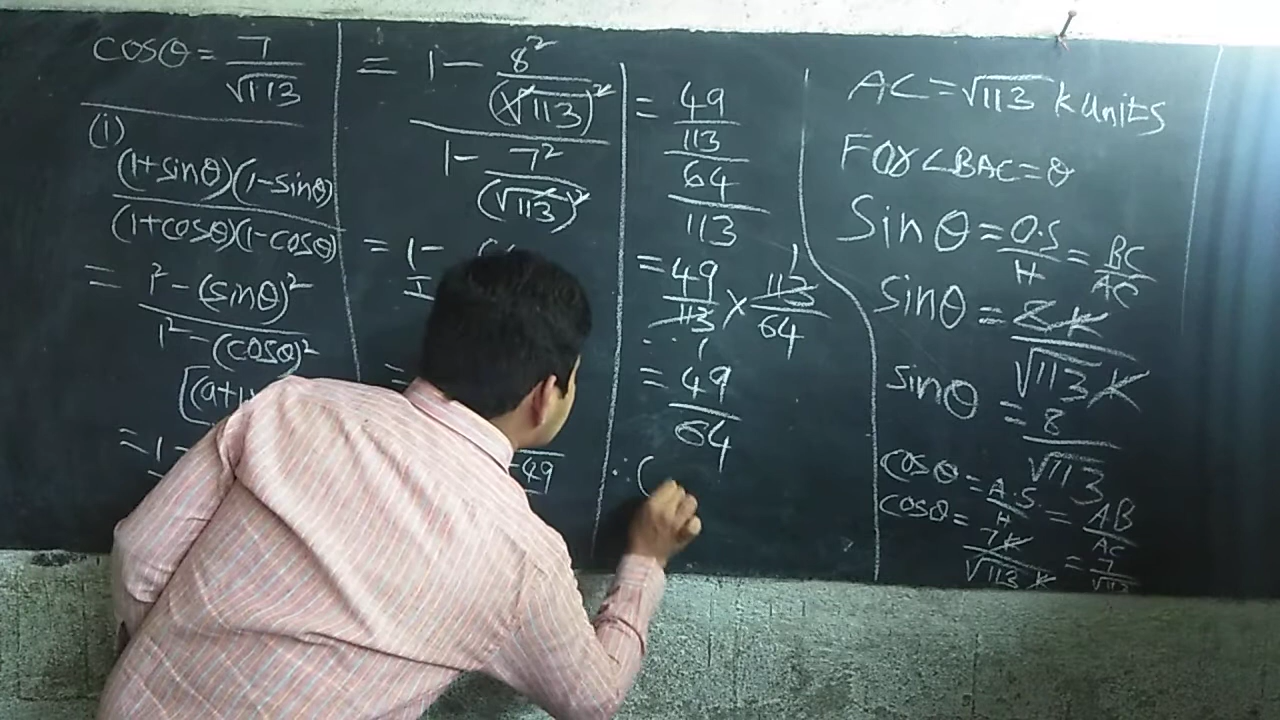 cosθ = 7/√113
(i)
(1+sinθ)(1-sinθ)
(1+cosθ)(1-cosθ)
= 1² - (sinθ)²
1² - (cosθ)²
[(a+
= 1 -
= 1 - 8²/(√113)²
1 - 7²/(√113)²
= 1 -
1
=
-49
= 49
113
64
113
= 49/113 × 113/64
1
1
= 49
64
∴ (
AC = √113 k units
FOR ∠BAC = θ
Sinθ = O.S/H = BC/AC
sinθ = 8k
√113 k
sinθ = 8
√113
cosθ = A.S/H = AB/AC
cosθ = 7k/√113 k = 7/√113